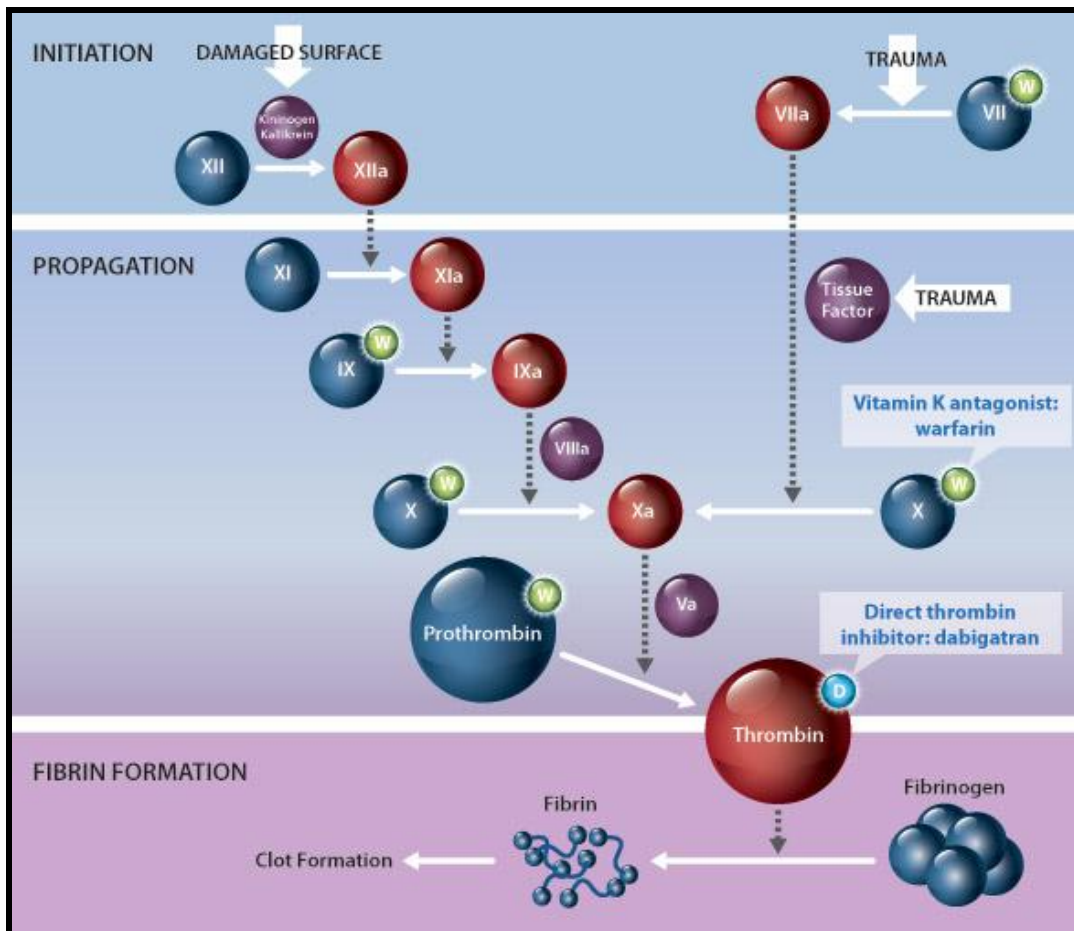 INITIATION
DAMAGED SURFACE
TRAUMA
Kininogen
Kallikrein
XII
XIIa
VIIa
VII
W
PROPAGATION
XI
XIa
Tissue
Factor
TRAUMA
IX
W
IXa
Vitamin K antagonist:
warfarin
VIIIa
X
W
Xa
X
W
Prothrombin
W
Va
Direct thrombin
inhibitor: dabigatran
D
Thrombin
FIBRIN FORMATION
Fibrin
Fibrinogen
Clot Formation